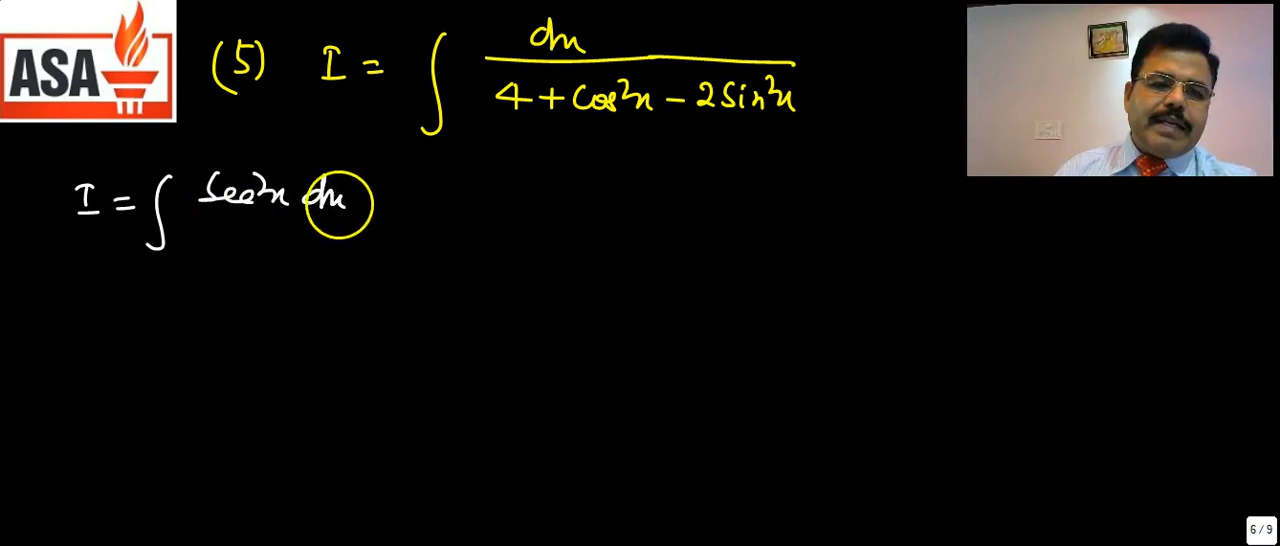 ASA
(5) I = ∫ dx / (4 + Cos²x − 2Sin²x)
I = ∫ Sec²x dx
6 / 9